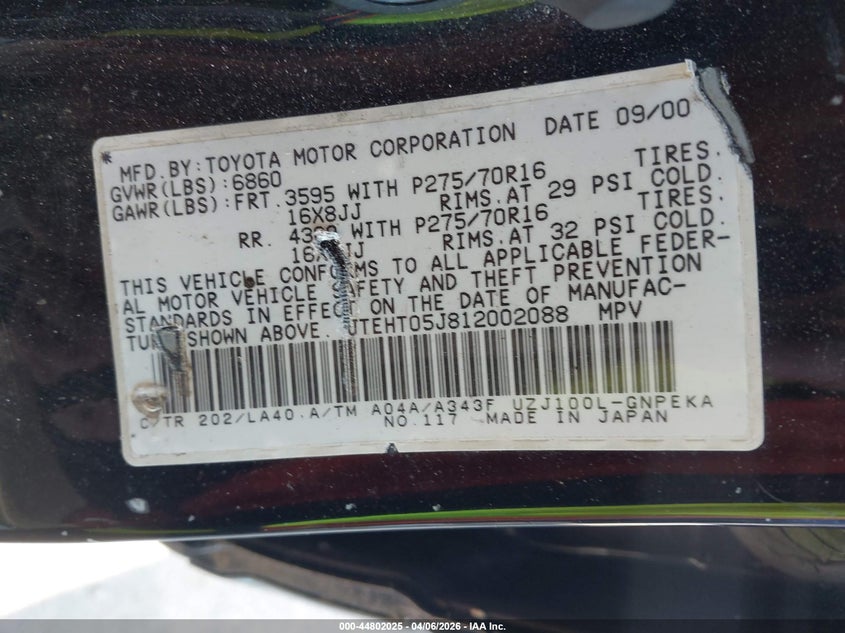 * MFD.BY:TOYOTA MOTOR CORPORATION DATE 09/00
GVWR(LBS):6860
GAWR(LBS):FRT. 3595 WITH P275/70R16 TIRES.
16X8JJ RIMS.AT 29 PSI COLD.
RR. WITH P275/70R16 TIRES.
RIMS.AT 32 PSI COLD.
THIS VEHICLE CONFORMS TO ALL APPLICABLE FEDER-
AL MOTOR VEHICLE SAFETY AND THEFT PREVENTION
STANDARDS IN EFFECT ON THE DATE OF MANUFAC-
SHOWN ABOVE. JTEHT05J812002088 MPV
C/TR 202/LA40.A/TM A04A/A343F UZJ100L-GNPEKA
NO.117 MADE IN JAPAN
000-44802025 - 04/06/2026 - IAA Inc.